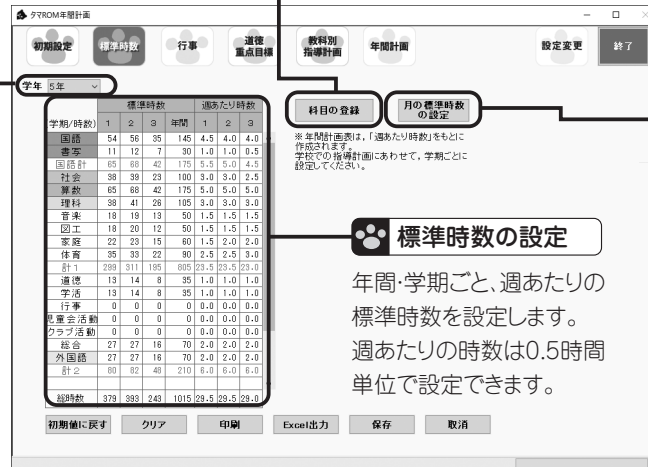 タマROM年間計画
初期設定 標準時数 行事 道徳重点目標 教科別指導計画 年間計画 設定変更 終了
学年 5年
標準時数 週あたり時数
学期/時数) 1 2 3 年間 1 2 3
国語 54 56 35 145 4.5 4.0 4.0
書写 11 12 7 30 1.0 1.0 0.5
国語計 65 68 42 175 5.5 5.0 4.5
社会 38 39 23 100 3.0 3.0 2.5
算数 65 68 42 175 5.0 5.0 5.0
理科 38 41 26 105 3.0 3.0 3.0
音楽 18 19 13 50 1.5 1.5 1.5
図工 18 20 12 50 1.5 1.5 1.5
家庭 22 23 15 60 1.5 2.0 2.0
体育 35 33 22 90 2.5 2.5 3.0
計1 299 311 195 805 23.5 23.5 23.0
道徳 13 14 8 35 1.0 1.0 1.0
学活 13 14 8 35 1.0 1.0 1.0
行事 0 0 0 0 0.0 0.0 0.0
児童会活動 0 0 0 0 0.0 0.0 0.0
クラブ活動 0 0 0 0 0.0 0.0 0.0
総合 27 27 16 70 2.0 2.0 2.0
外国語 27 27 16 70 2.0 2.0 2.0
計2 80 82 48 210 6.0 6.0 6.0
総時数 379 393 243 1015 29.5 29.5 29.0
科目の登録
月の標準時数
の設定
※年間計画表は、「週あたり時数」をもとに
作成されます。
学校での指導計画にあわせて、学期ごとに
設定してください。
標準時数の設定
年間・学期ごと、週あたりの
標準時数を設定します。
週あたりの時数は0.5時間
単位で設定できます。
初期値に戻す クリア 印刷 Excel出力 保存 取消